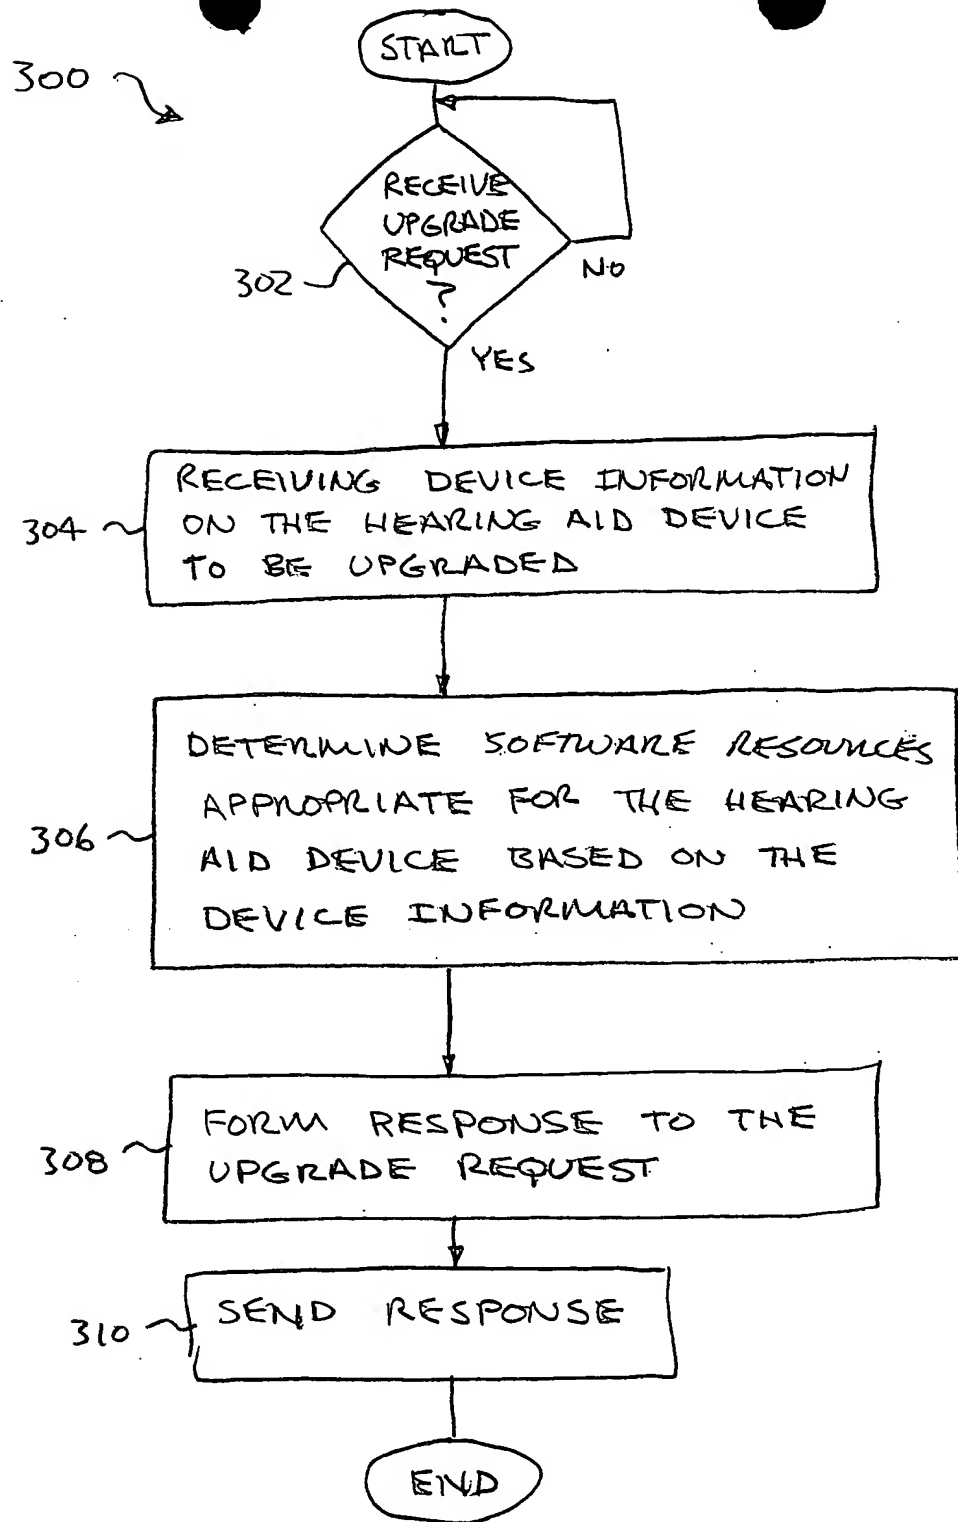 START
300
RECEIVE
UPGRADE
REQUEST
?
302
NO
YES
RECEIVING DEVICE INFORMATION
304
ON THE HEARING AID DEVICE
TO BE UPGRADED
DETERMINE SOFTWARE RESOURCES
APPROPRIATE FOR THE HEARING
306
AID DEVICE BASED ON THE
DEVICE INFORMATION
FORM RESPONSE TO THE
308
UPGRADE REQUEST
SEND RESPONSE
310
END